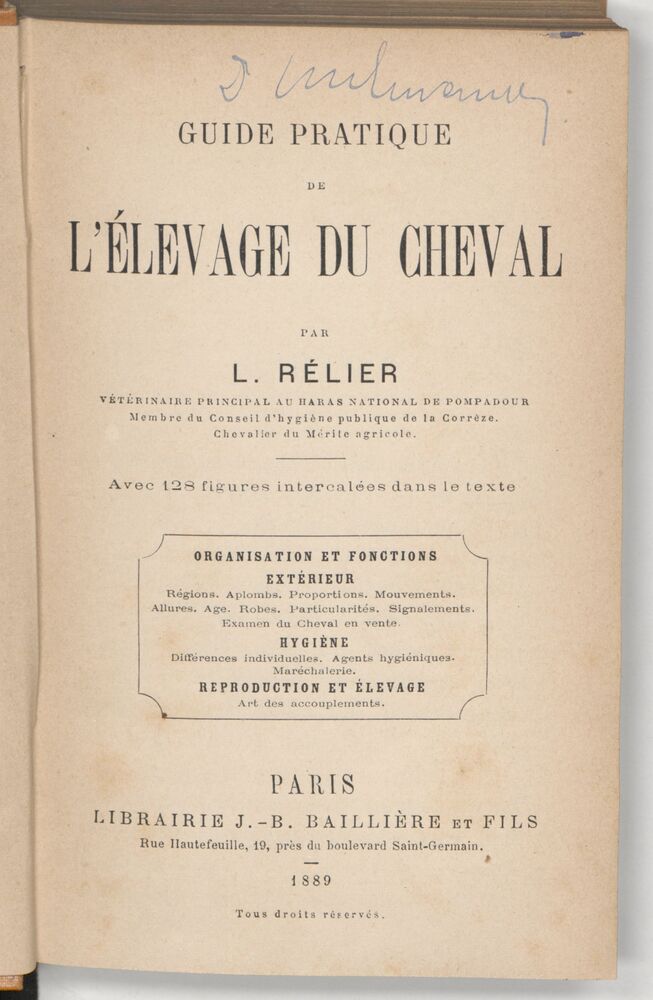 GUIDE PRATIQUE
DE
L'ÉLEVAGE DU CHEVAL
PAR
L. RÉLIER
VÉTÉRINAIRE PRINCIPAL AU HARAS NATIONAL DE POMPADOUR
Membre du Conseil d'hygiène publique de la Corrèze.
Chevalier du Mérite agricole.
Avec 128 figures intercalées dans le texte
ORGANISATION ET FONCTIONS
EXTÉRIEUR
Régions. Aplombs. Proportions. Mouvements.
Allures. Age. Robes. Particularités. Signalements.
Examen du Cheval en vente.
HYGIÈNE
Différences individuelles. Agents hygiéniques.
Maréchalerie.
REPRODUCTION ET ÉLEVAGE
Art des accouplements.
PARIS
LIBRAIRIE J.-B. BAILLIÈRE ET FILS
Rue Hautefeuille, 19, près du boulevard Saint-Germain.
1889
Tous droits réservés.